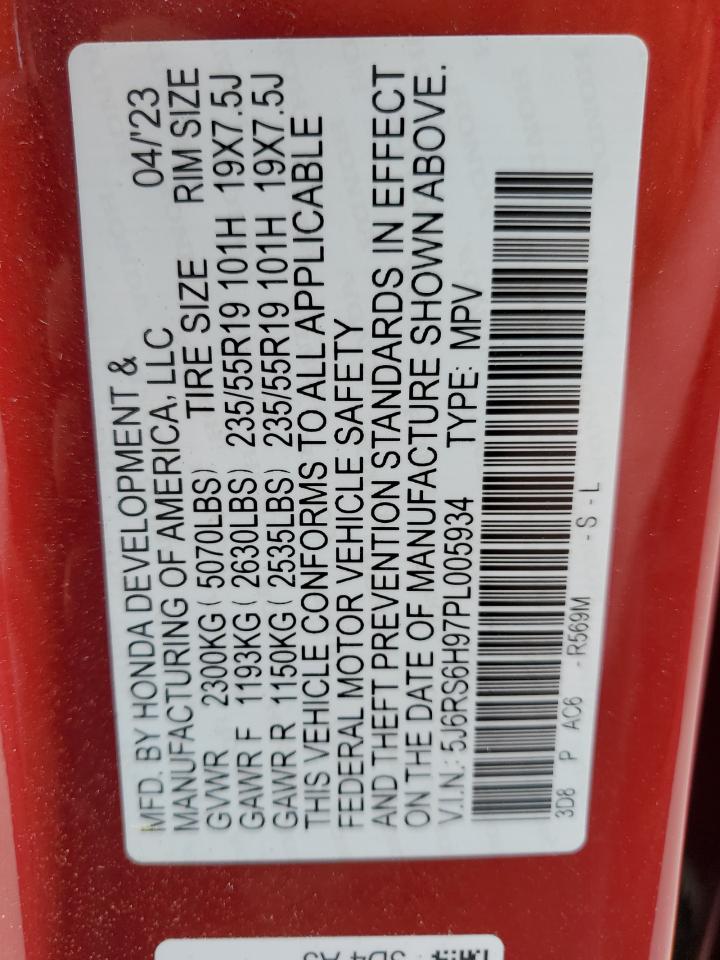 MFD. BY HONDA DEVELOPMENT &
MANUFACTURING OF AMERICA, LLC 04/'23
GVWR 2300KG ( 5070LBS) TIRE SIZE RIM SIZE
GAWR F 1193KG ( 2630LBS) 235/55R19 101H 19X7.5J
GAWR R 1150KG ( 2535LBS) 235/55R19 101H 19X7.5J
THIS VEHICLE CONFORMS TO ALL APPLICABLE
FEDERAL MOTOR VEHICLE SAFETY
AND THEFT PREVENTION STANDARDS IN EFFECT
ON THE DATE OF MANUFACTURE SHOWN ABOVE.
V.I.N.: 5J6RS6H97PL005934 TYPE: MPV
3D8 P AC6 - R569M - S - L